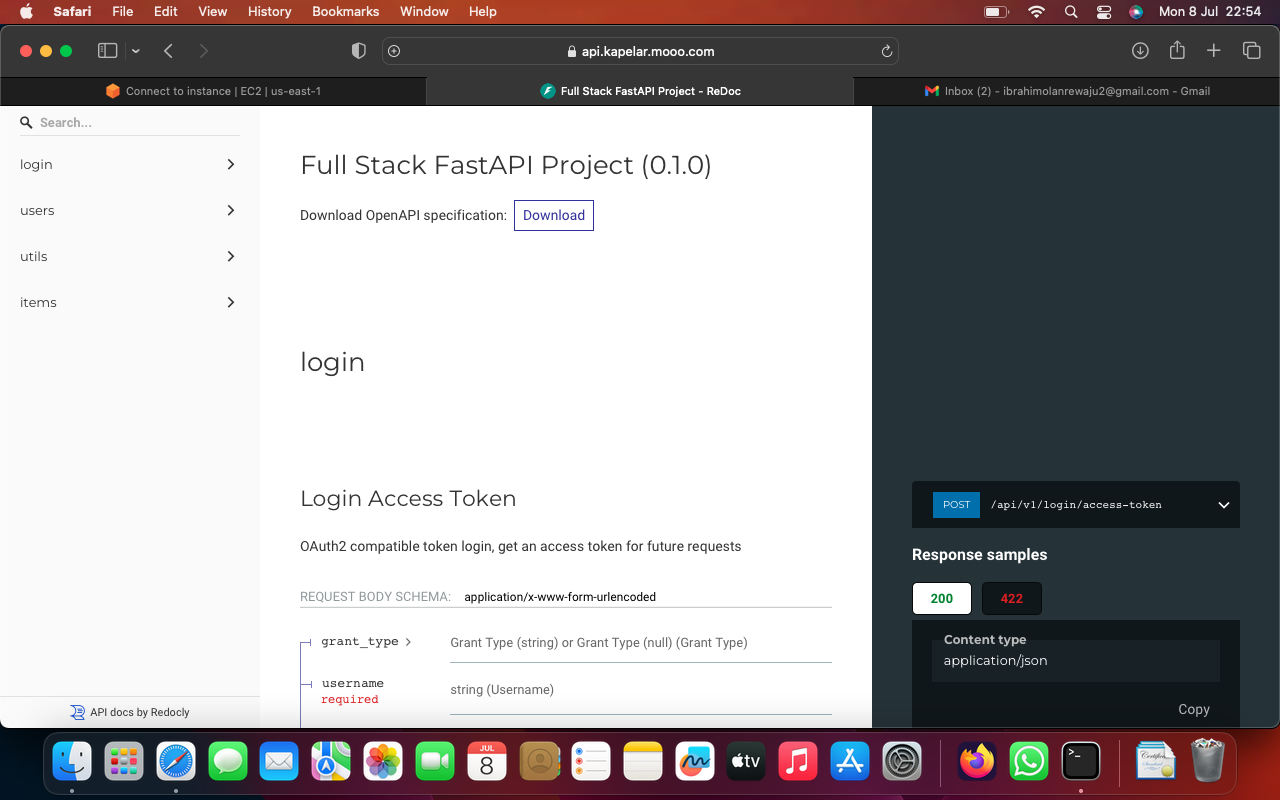 Safari File Edit View History Bookmarks Window Help Mon 8 Jul 22:54
api.kapelar.mooo.com
Connect to instance | EC2 | us-east-1
Full Stack FastAPI Project - ReDoc
Inbox (2) - ibrahimolanrewaju2@gmail.com - Gmail
Search...
login
users
utils
items
API docs by Redocly
Full Stack FastAPI Project (0.1.0)
Download OpenAPI specification: Download
login
Login Access Token
OAuth2 compatible token login, get an access token for future requests
REQUEST BODY SCHEMA: application/x-www-form-urlencoded
grant_type Grant Type (string) or Grant Type (null) (Grant Type)
username
required
string (Username)
POST /api/v1/login/access-token
Response samples
200 422
Content type
application/json
Copy
JUL
8
tv
>_